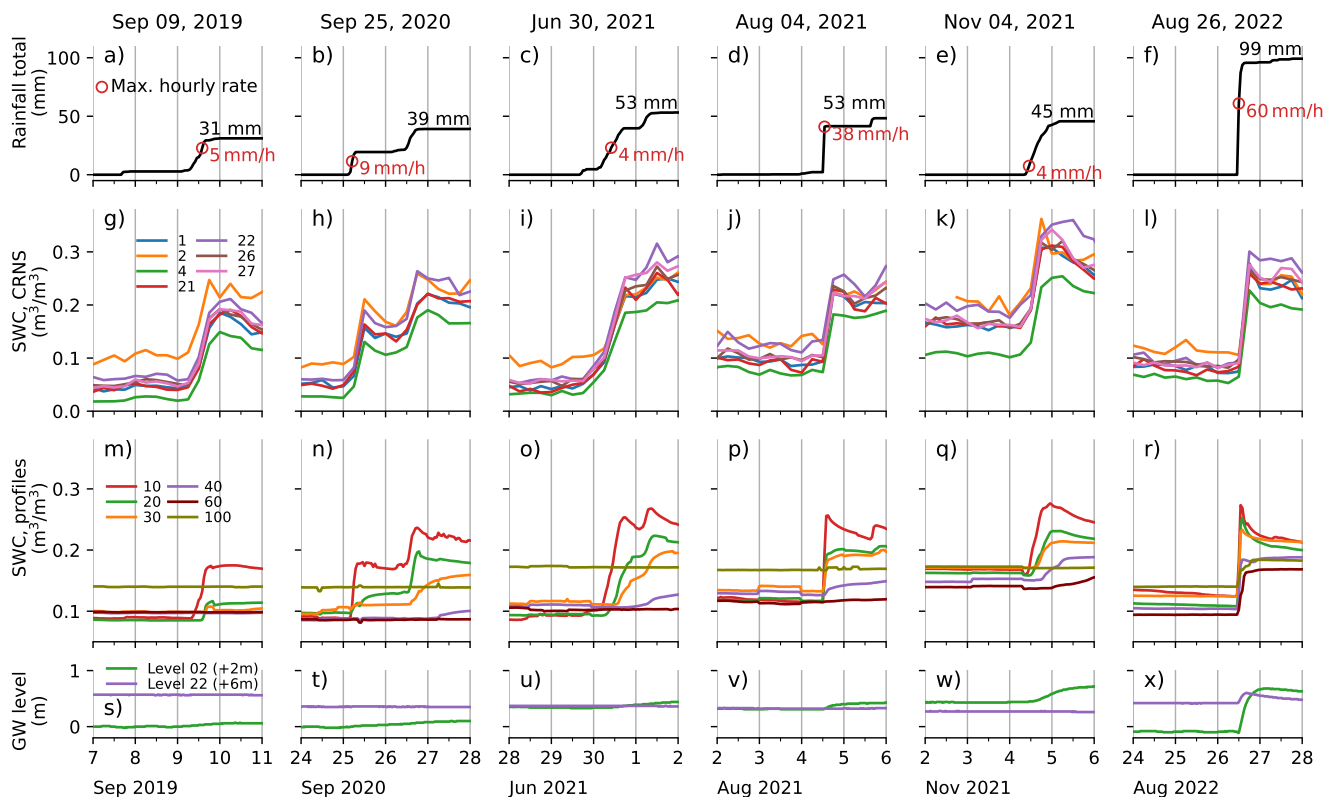 Sep 09, 2019
Sep 25, 2020
Jun 30, 2021
Aug 04, 2021
Nov 04, 2021
Aug 26, 2022
Rainfall total
(mm)
100
50
0
a)
Max. hourly rate
31 mm
5 mm/h
b)
39 mm
9 mm/h
c)
53 mm
4 mm/h
d)
53 mm
38 mm/h
e)
45 mm
4 mm/h
f)
99 mm
60 mm/h
SWC, CRNS
(m³/m³)
0.3
0.2
0.1
0.0
g)
1
2
4
21
22
26
27
h)
i)
j)
k)
l)
SWC, profiles
(m³/m³)
0.3
0.2
0.1
m)
10
20
30
40
60
100
n)
o)
p)
q)
r)
GW level
(m)
1
0
Level 02 (+2m)
Level 22 (+6m)
s)
t)
u)
v)
w)
x)
7 8 9 10 11
24 25 26 27 28
28 29 30 1 2
2 3 4 5 6
2 3 4 5 6
24 25 26 27 28
Sep 2019
Sep 2020
Jun 2021
Aug 2021
Nov 2021
Aug 2022